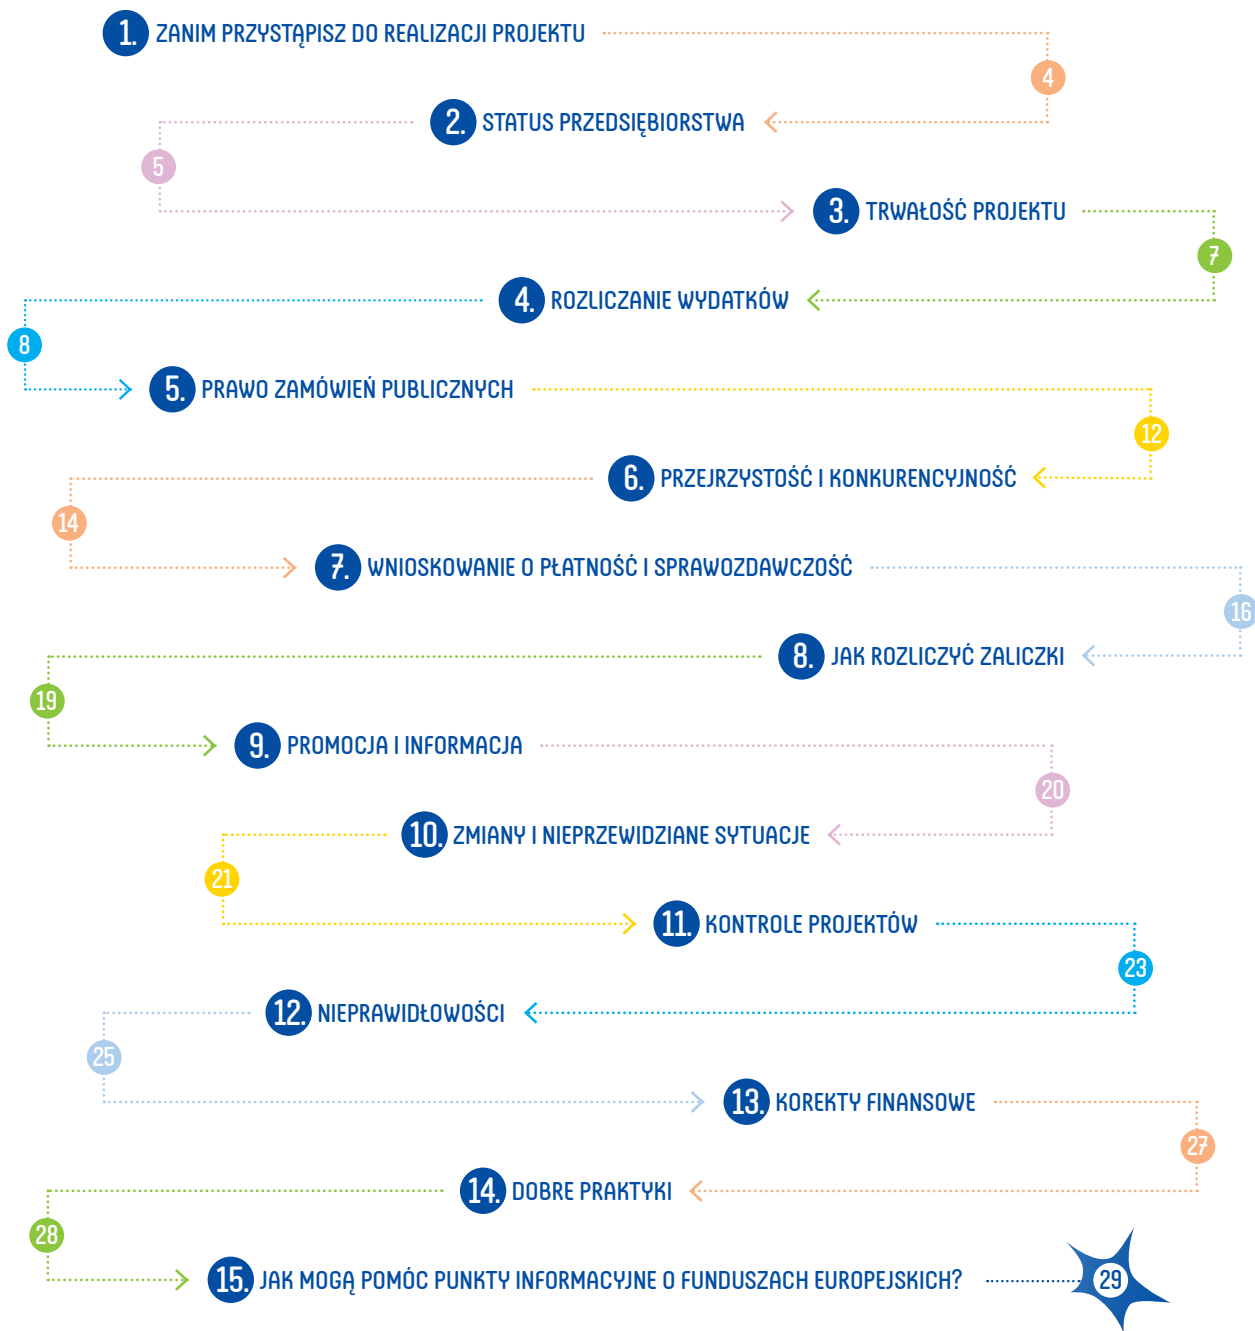 1. ZANIM PRZYSTĄPISZ DO REALIZACJI PROJEKTU
4
2. STATUS PRZEDSIĘBIORSTWA
5
3. TRWAŁOŚĆ PROJEKTU
7
4. ROZLICZANIE WYDATKÓW
8
5. PRAWO ZAMÓWIEŃ PUBLICZNYCH
12
6. PRZEJRZYSTOŚĆ I KONKURENCYJNOŚĆ
14
7. WNIOSKOWANIE O PŁATNOŚĆ I SPRAWOZDAWCZOŚĆ
16
8. JAK ROZLICZYĆ ZALICZKI
19
9. PROMOCJA I INFORMACJA
20
10. ZMIANY I NIEPRZEWIDZIANE SYTUACJE
21
11. KONTROLE PROJEKTÓW
23
12. NIEPRAWIDŁOWOŚCI
25
13. KOREKTY FINANSOWE
27
14. DOBRE PRAKTYKI
28
15. JAK MOGĄ POMÓC PUNKTY INFORMACYJNE O FUNDUSZACH EUROPEJSKICH? 29